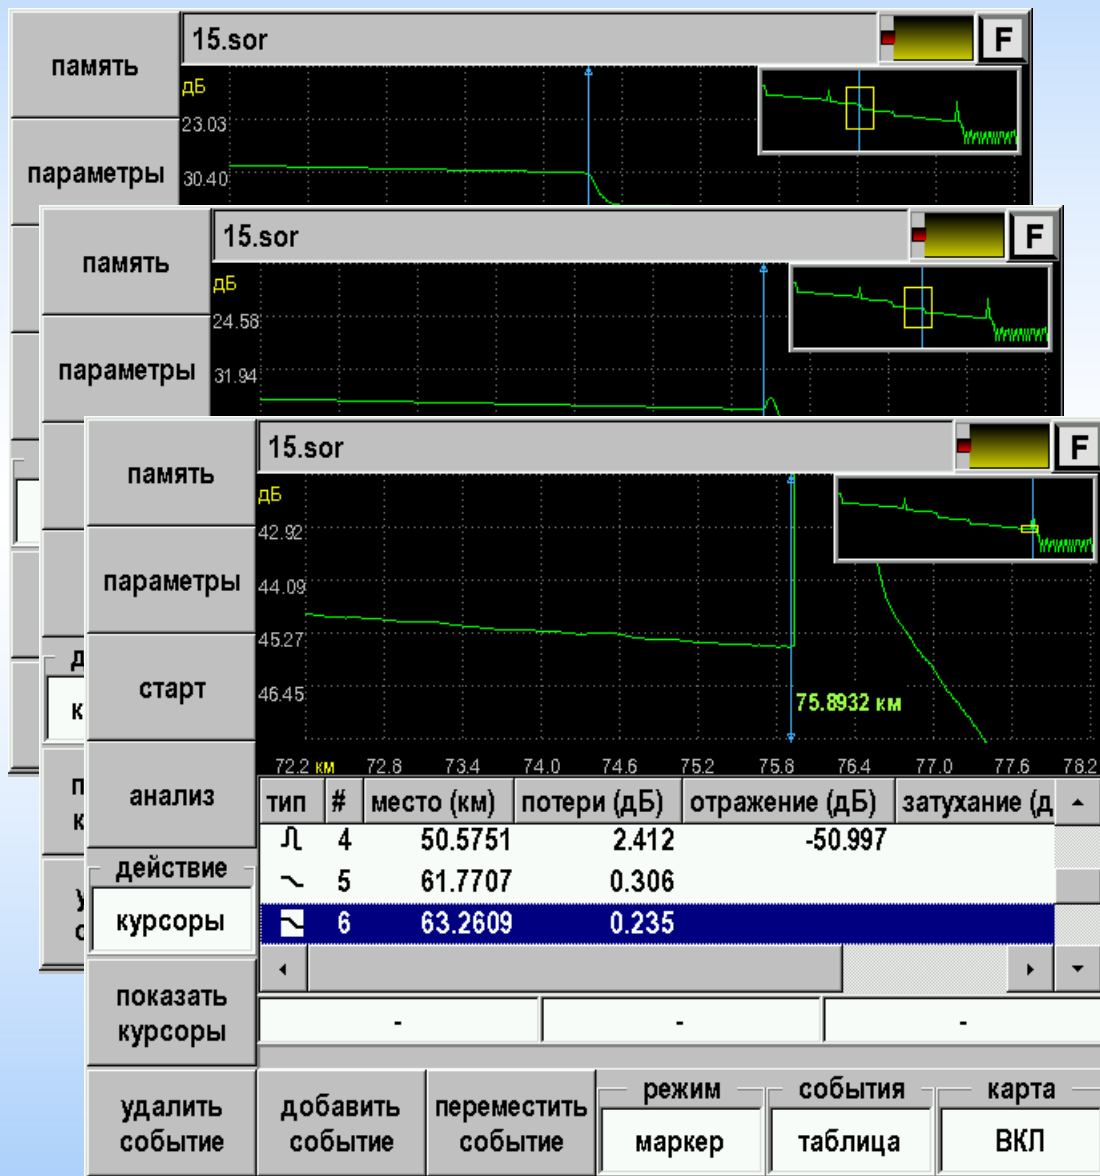 память
15.sor
F
дБ
23.03
параметры
30.40
память
15.sor
F
дБ
24.58
параметры
31.94
память
15.sor
F
дБ
42.92
параметры
44.09
45.27
старт
46.45
75.8932 км
72.2 км 72.8 73.4 74.0 74.6 75.2 75.8 76.4 77.0 77.6 78.2
анализ
тип # место (км) потери (дБ) отражение (дБ) затухание (д
4 50.5751 2.412 -50.997
действие
5 61.7707 0.306
курсоры
6 63.2609 0.235
показать
курсоры
- - -
удалить
событие
добавить
событие
переместить
событие
режим
маркер
события
таблица
карта
ВКЛ